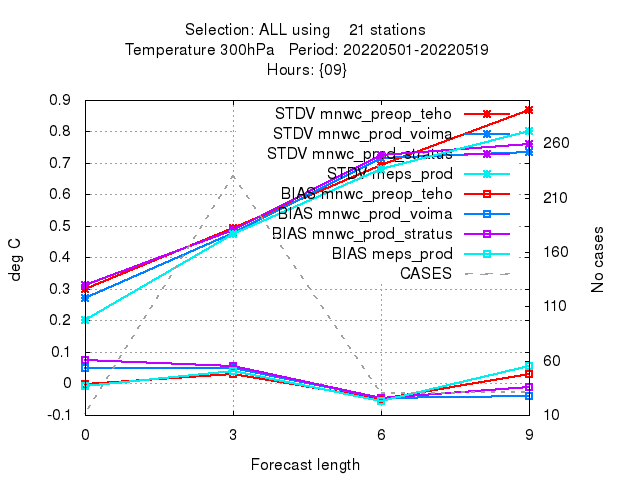 Selection: ALL using 21 stations
Temperature 300hPa Period: 20220501-20220519
Hours: {09}
0.9
0.8
0.7
0.6
0.5
0.4
0.3
0.2
0.1
0
-0.1
deg C
STDV mnwc_preop_teho
STDV mnwc_prod_voima
STDV mnwc_prod_stratus
STDV meps_prod
BIAS mnwc_preop_teho
BIAS mnwc_prod_voima
BIAS mnwc_prod_stratus
BIAS meps_prod
CASES
260
210
160
110
60
10
No cases
0 3 6 9
Forecast length